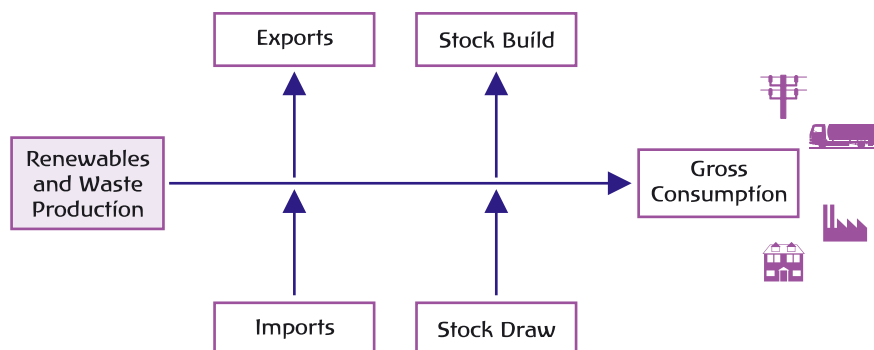 Exports
Stock Build
Renewables
and Waste
Production
Gross
Consumption
Imports
Stock Draw